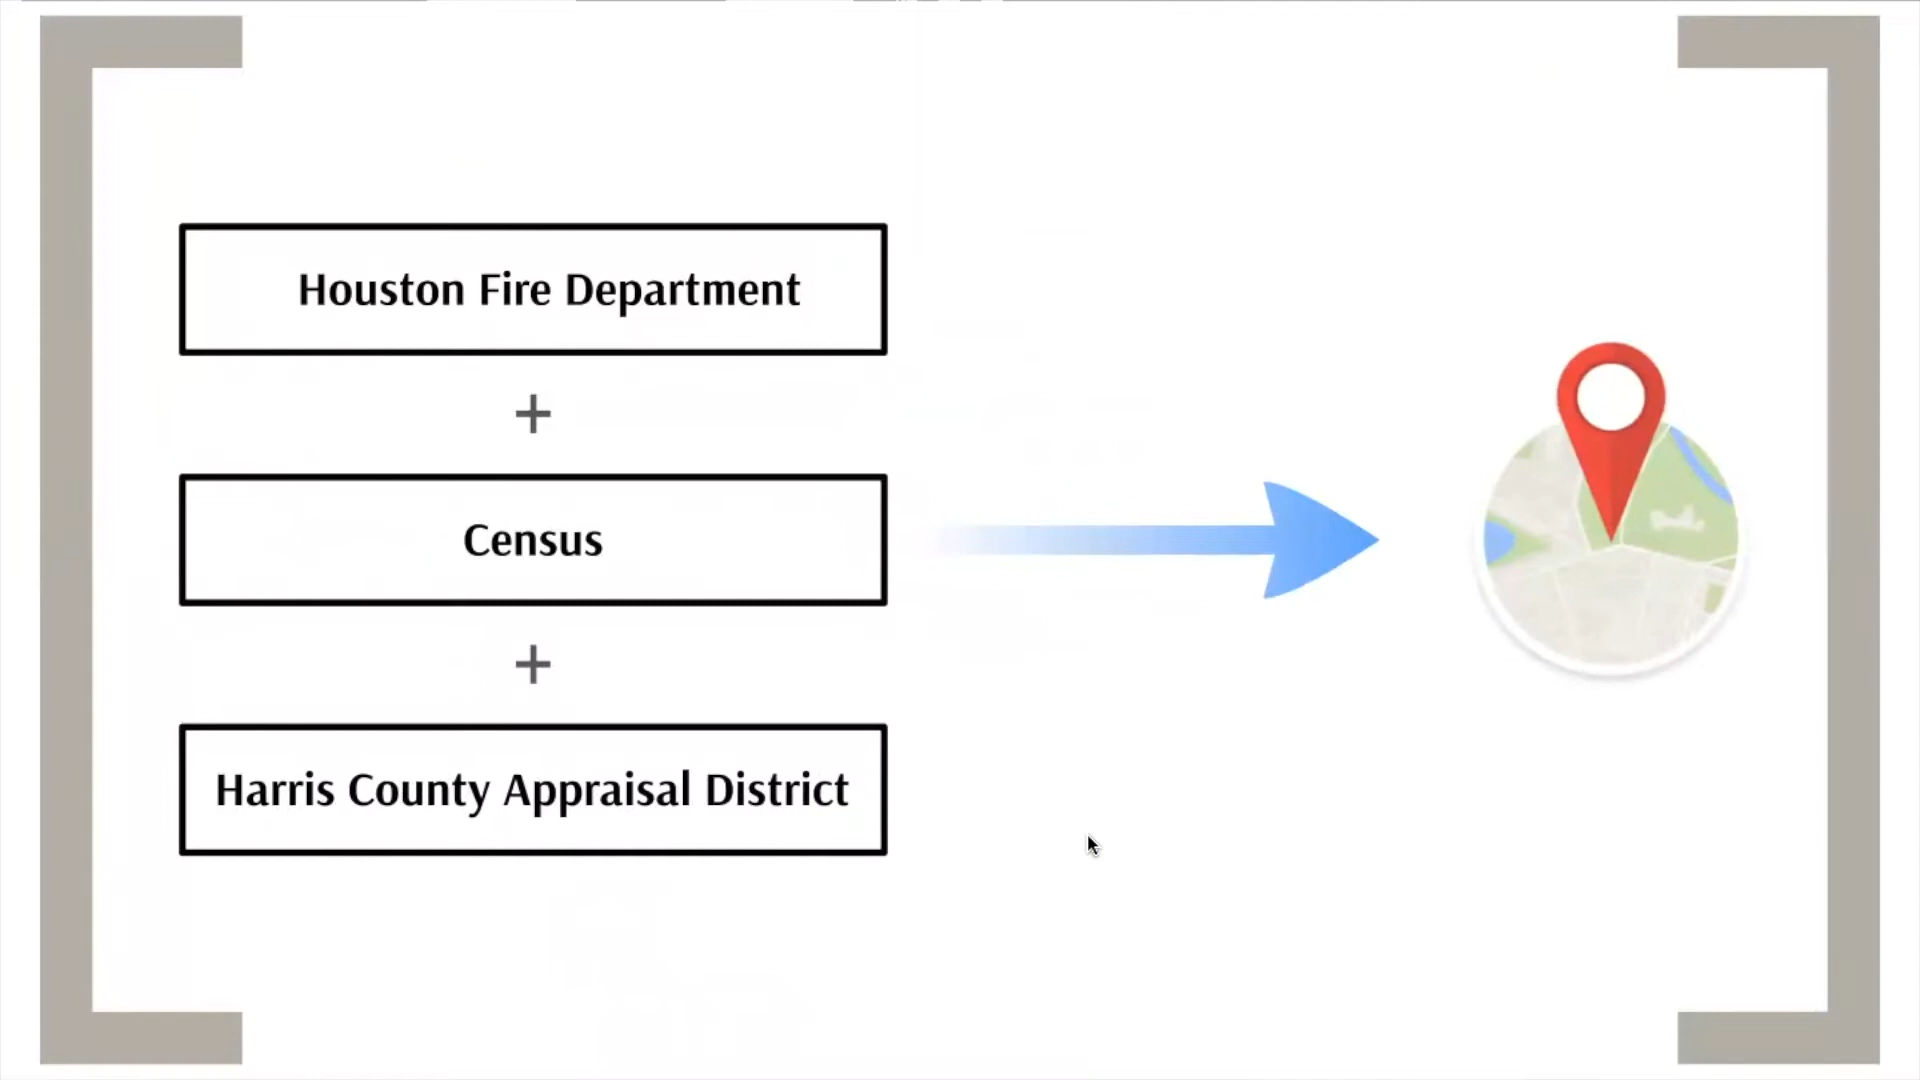 Houston Fire Department
+
Census
+
Harris County Appraisal District